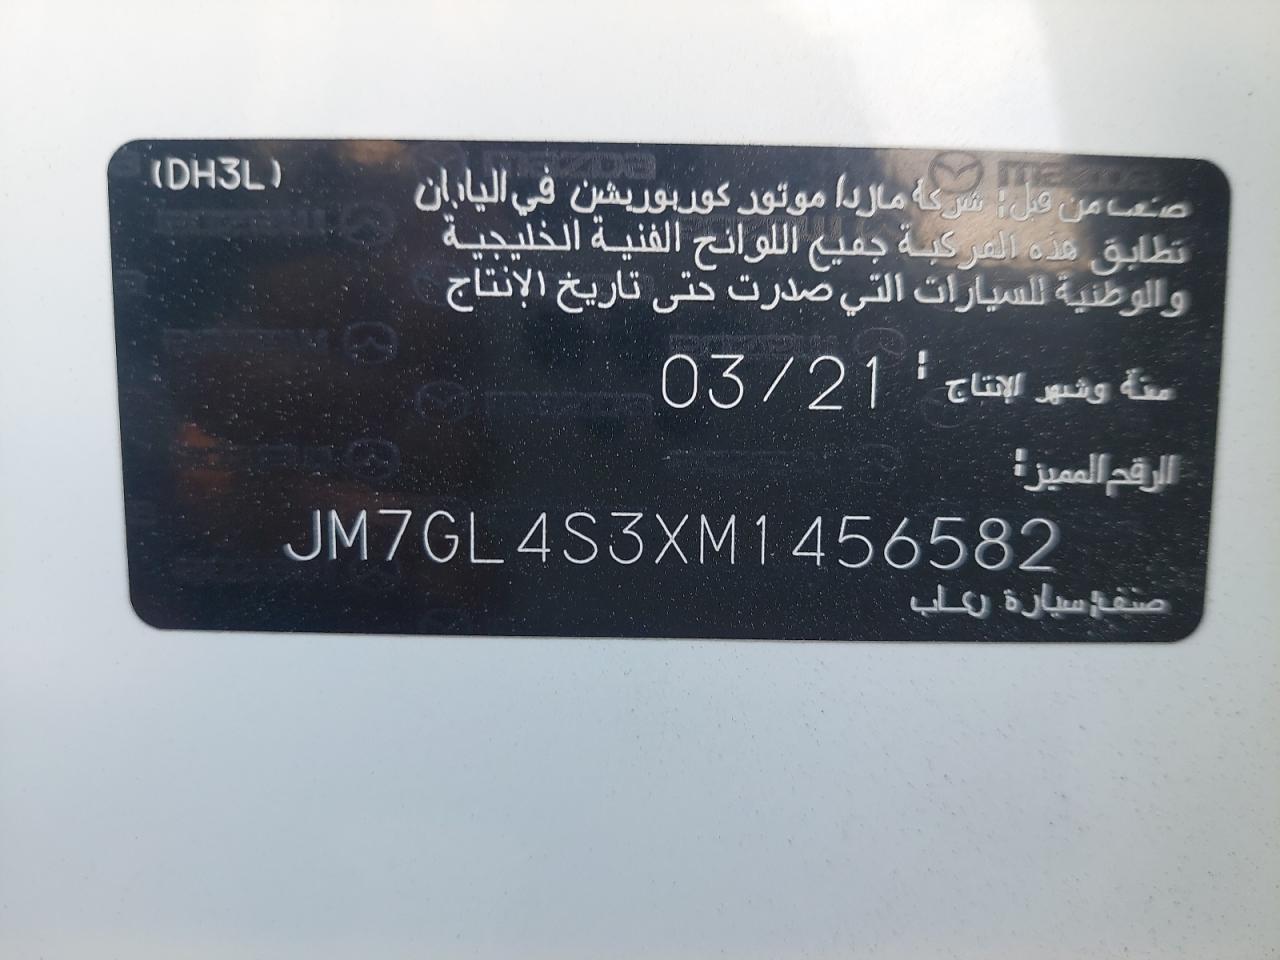 (DH3L)
صنعت من قبل: شركة مازدا موتور كوربوريشن في اليابان
تطابق هذه المركبة جميع اللوائح الفنية الخليجية
والوطنية للسيارات التي صدرت حتى تاريخ الإنتاج
سنة وشهر الإنتاج : 03/21
الرقم المميز:
JM7GL4S3XM1456582
صنف: سيارة ركاب